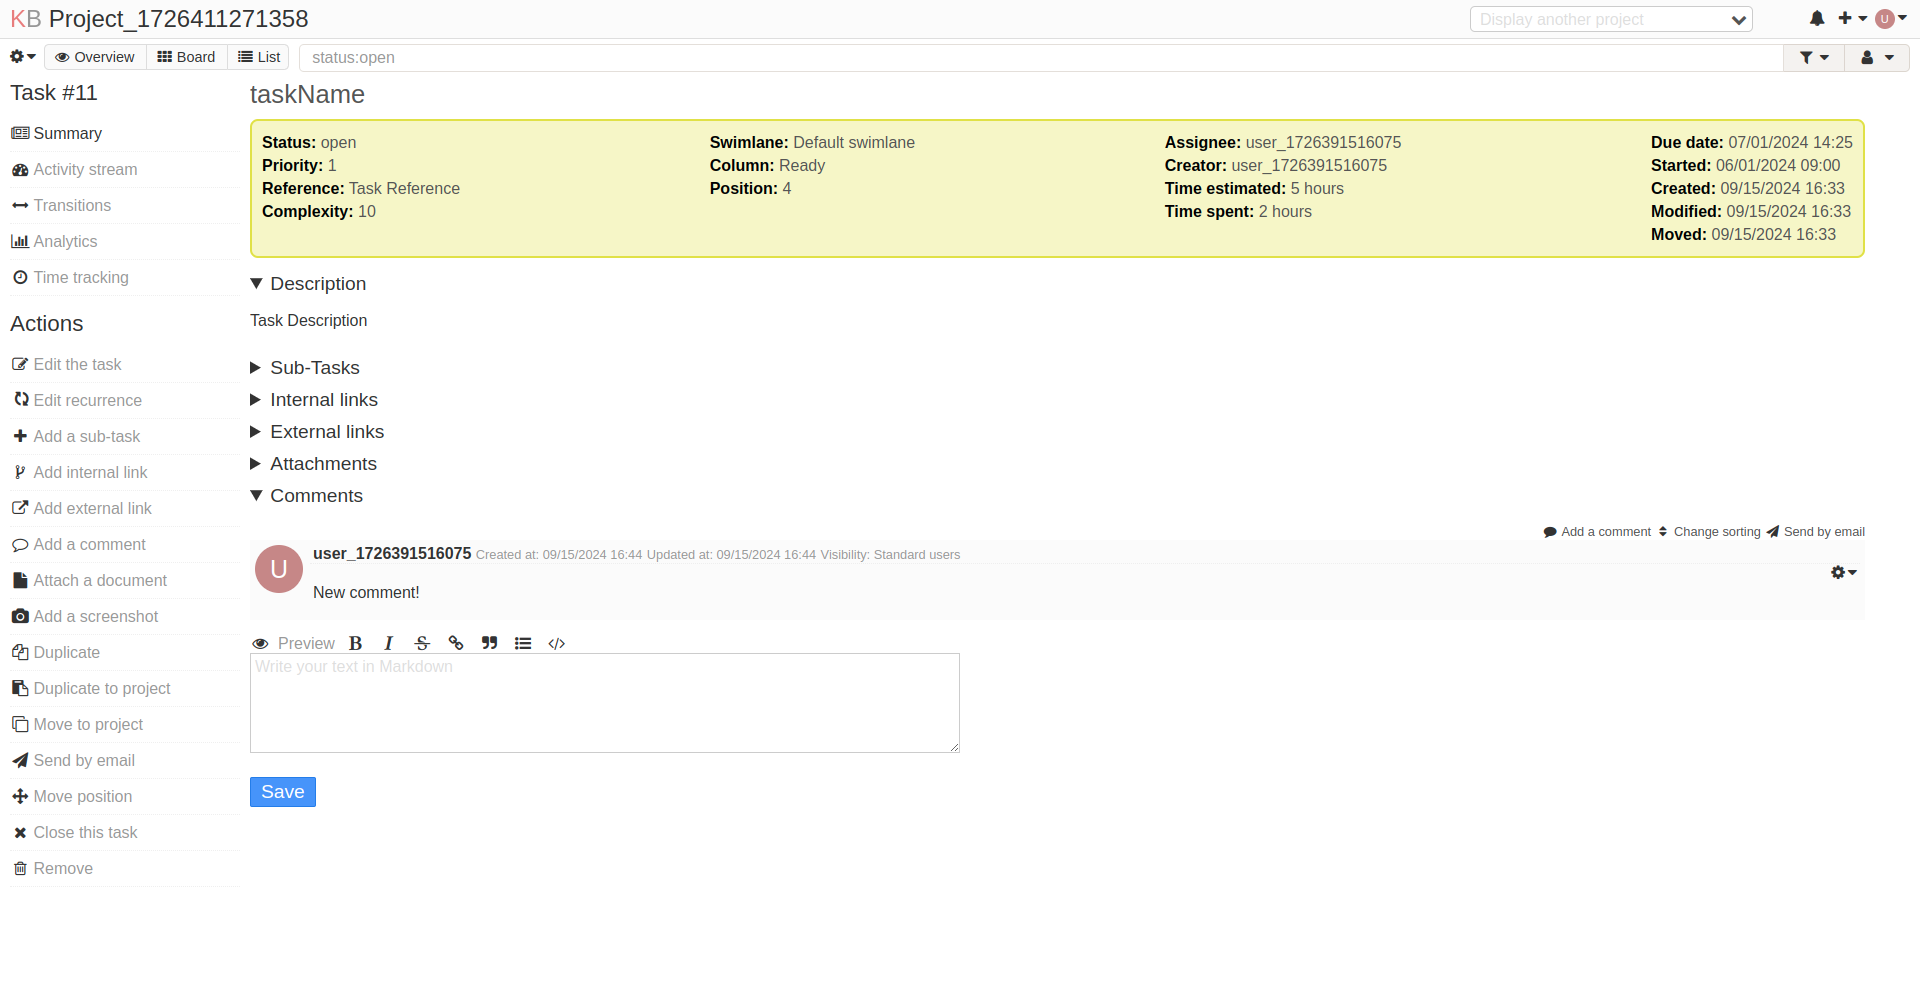 KB Project_1726411271358
Display another project
U
Overview
Board
List
status:open
Task #11
Summary
Activity stream
Transitions
Analytics
Time tracking
Actions
Edit the task
Edit recurrence
Add a sub-task
Add internal link
Add external link
Add a comment
Attach a document
Add a screenshot
Duplicate
Duplicate to project
Move to project
Send by email
Move position
Close this task
Remove
taskName
Status: open
Priority: 1
Reference: Task Reference
Complexity: 10
Swimlane: Default swimlane
Column: Ready
Position: 4
Assignee: user_1726391516075
Creator: user_1726391516075
Time estimated: 5 hours
Time spent: 2 hours
Due date: 07/01/2024 14:25
Started: 06/01/2024 09:00
Created: 09/15/2024 16:33
Modified: 09/15/2024 16:33
Moved: 09/15/2024 16:33
Description
Task Description
Sub-Tasks
Internal links
External links
Attachments
Comments
Add a comment Change sorting Send by email
U
user_1726391516075 Created at: 09/15/2024 16:44 Updated at: 09/15/2024 16:44 Visibility: Standard users
New comment!
Preview B I S
Write your text in Markdown
Save